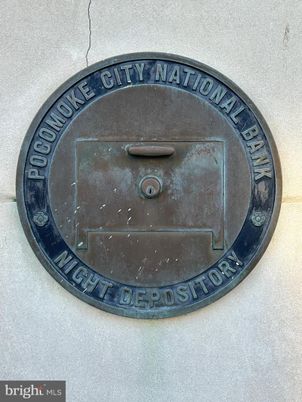 POCOMOKE CITY NATIONAL BANK
NIGHT DEPOSITORY
bright MLS